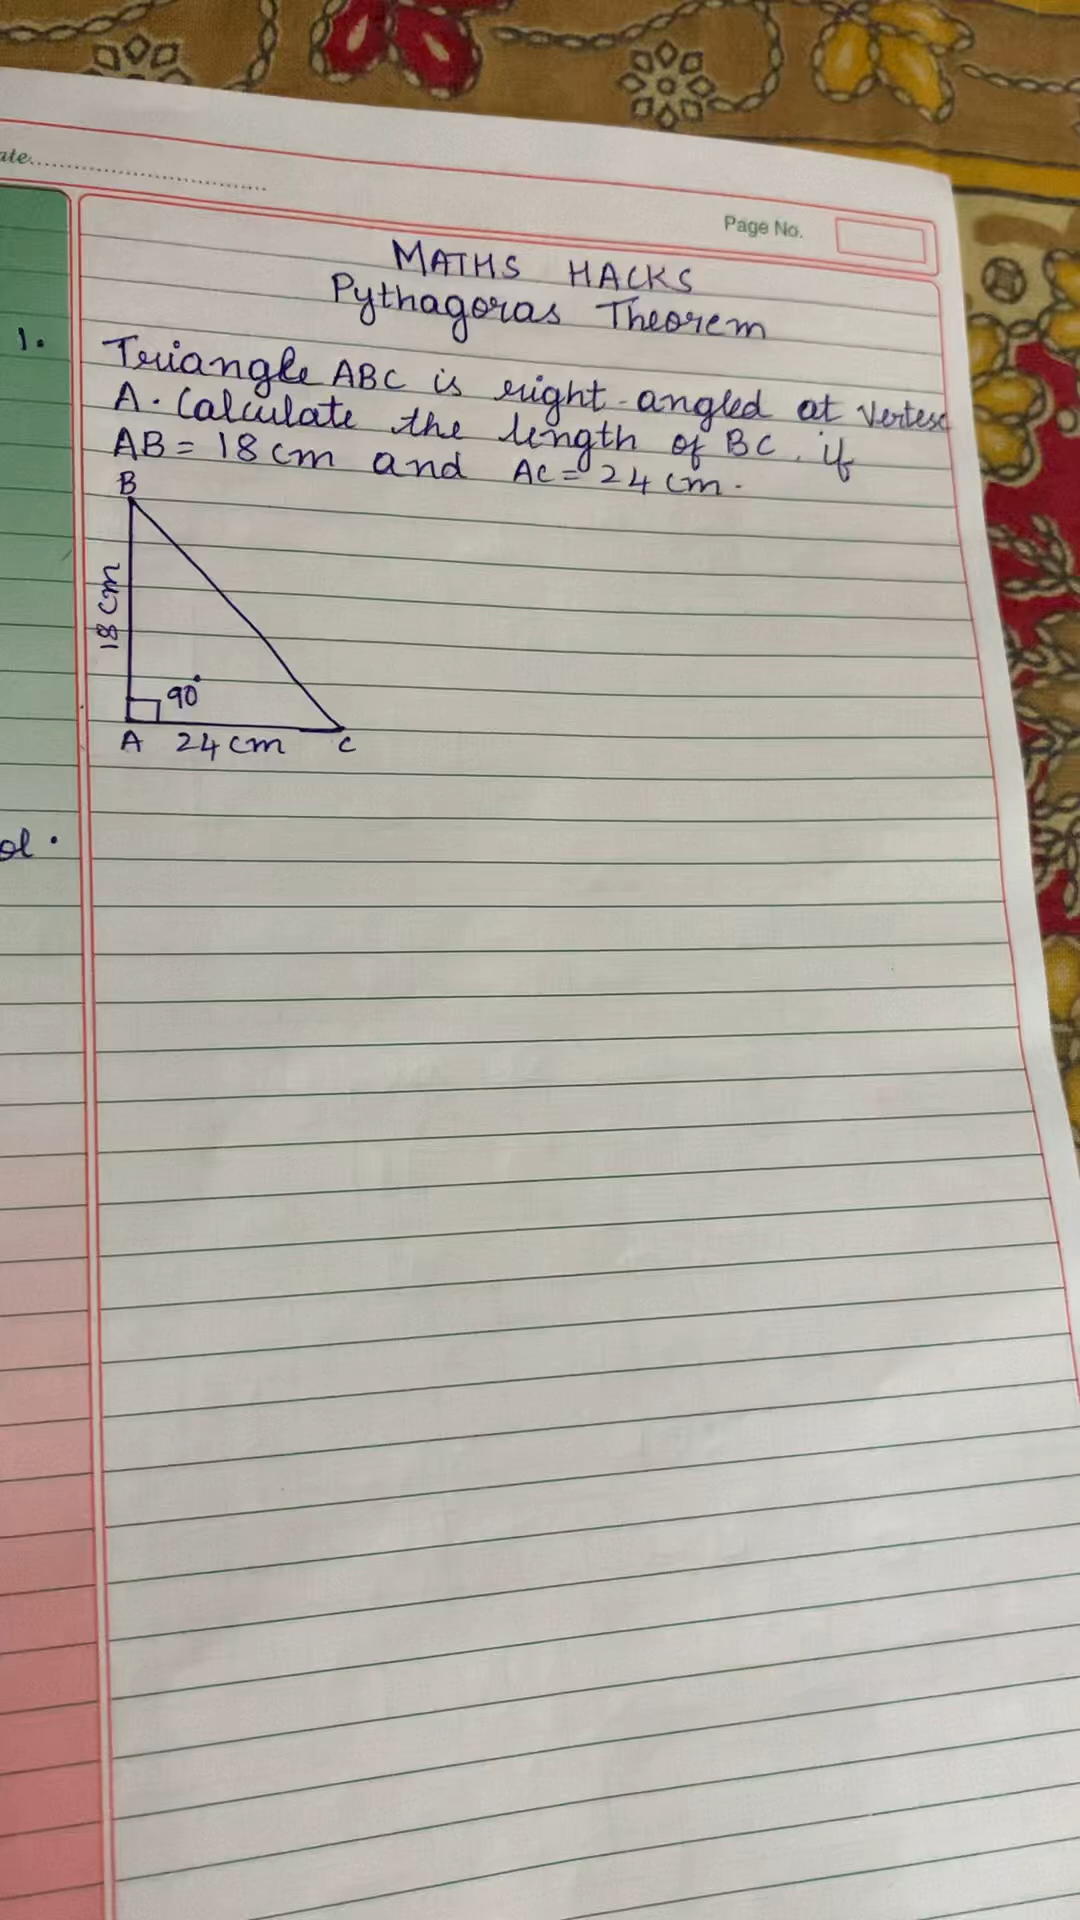 ate
Page No.
MATHS HACKS
Pythagoras Theorem
1. Triangle ABC is right-angled at vertex
A. Calculate the length of BC, if
AB = 18 cm and AC = 24 cm.
B
18 cm
90°
A 24 cm C
ol.